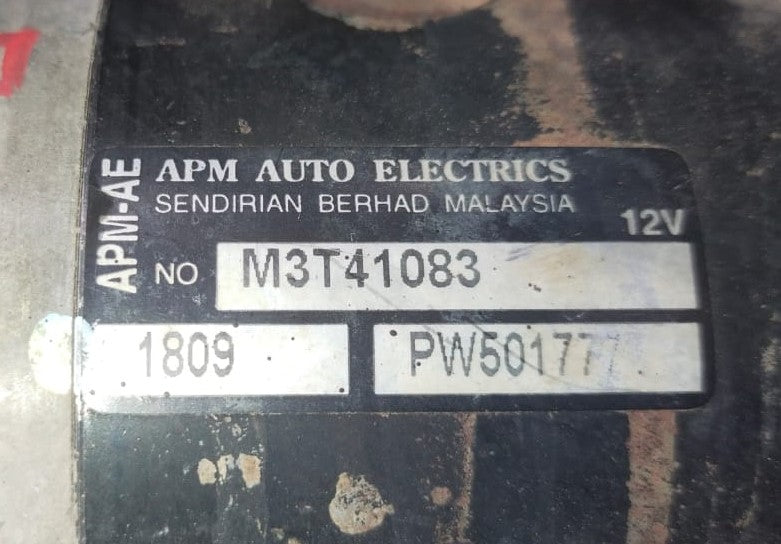 APM-AE
APM AUTO ELECTRICS
SENDIRIAN BERHAD MALAYSIA
12V
NO M3T41083
1809